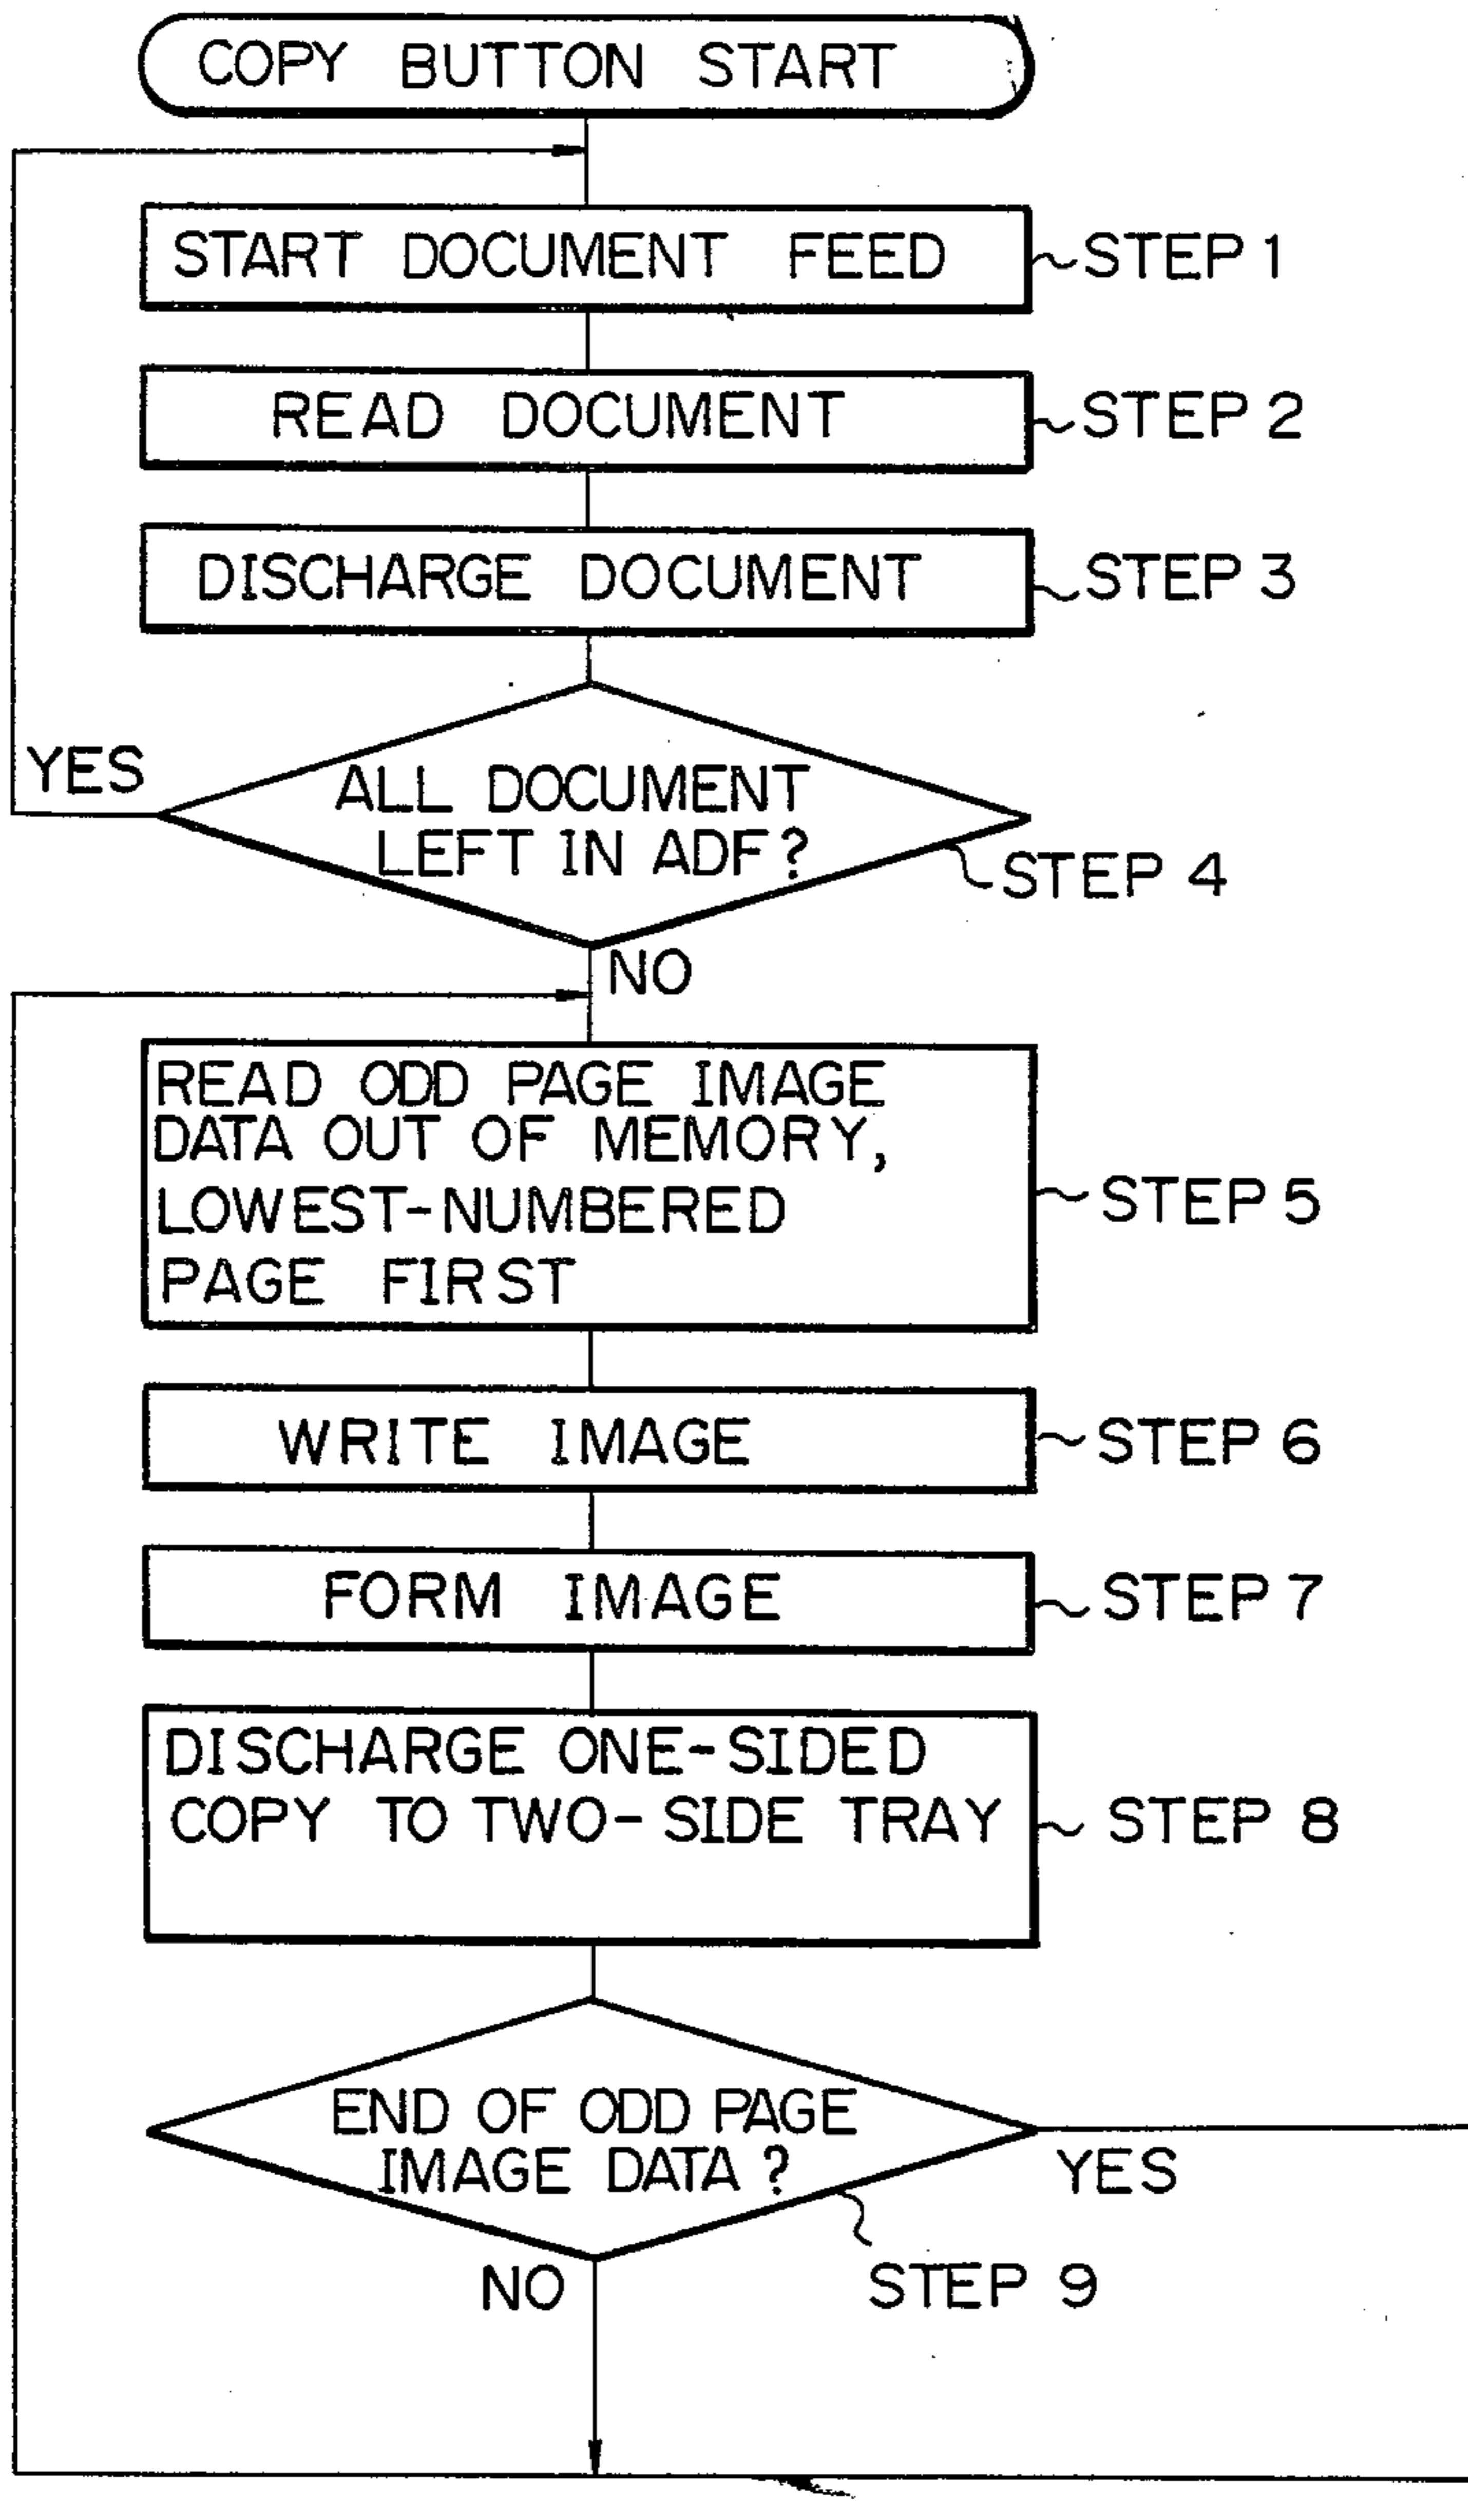 COPY BUTTON START
START DOCUMENT FEED
STEP 1
READ DOCUMENT
STEP 2
DISCHARGE DOCUMENT
STEP 3
YES
ALL DOCUMENT
LEFT IN ADF?
STEP 4
NO
READ ODD PAGE IMAGE
DATA OUT OF MEMORY,
LOWEST-NUMBERED
PAGE FIRST
STEP 5
WRITE IMAGE
STEP 6
FORM IMAGE
STEP 7
DISCHARGE ONE-SIDED
COPY TO TWO-SIDE TRAY
STEP 8
END OF ODD PAGE
IMAGE DATA ?
YES
STEP 9
NO